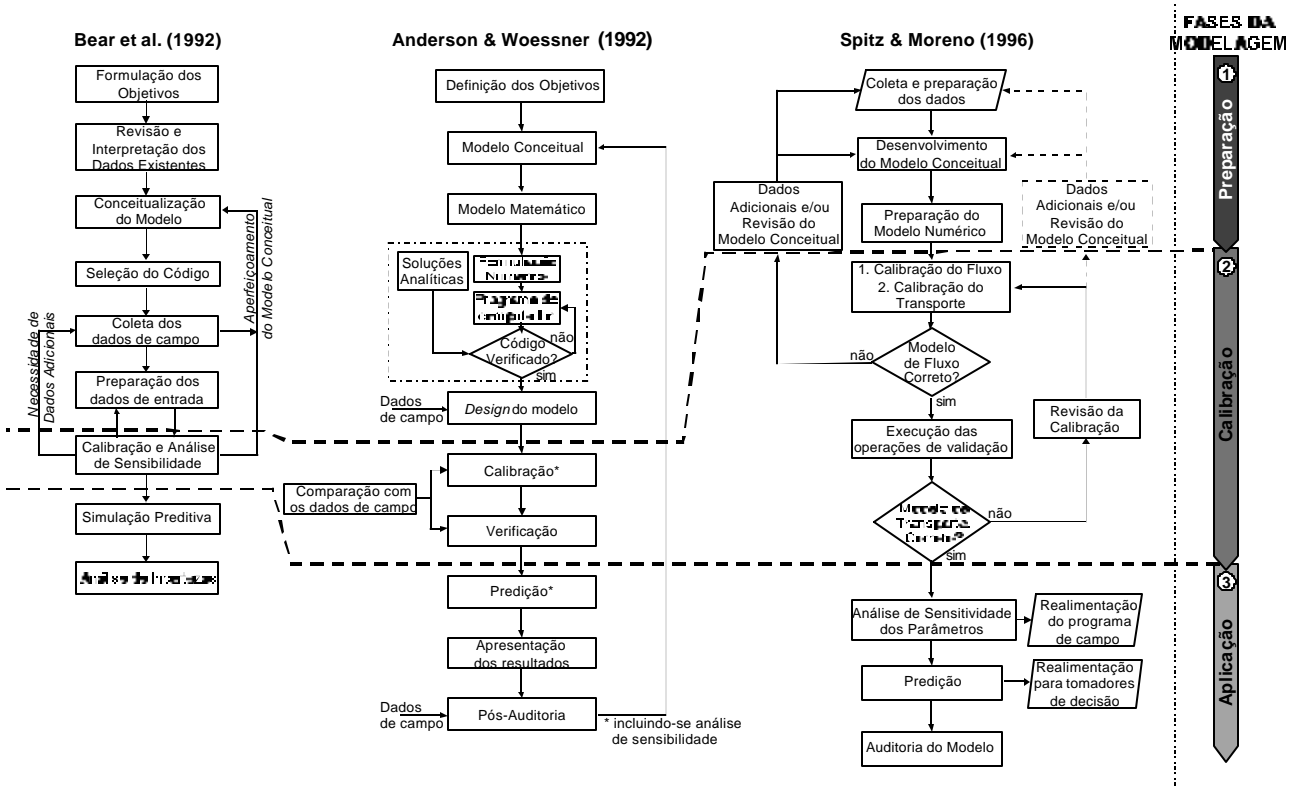 Bear et al. (1992)
Formulação dos
Objetivos
Revisão e
Interpretação dos
Dados Existentes
Conceitualização
do Modelo
Seleção do Código
Coleta dos
dados de campo
Preparação dos
dados de entrada
Calibração e Análise
de Sensibilidade
Simulação Preditiva
Necessidade de
Dados Adicionais
Aperfeiçoamento
do Modelo Conceitual
Anderson & Woessner (1992)
Definição dos Objetivos
Modelo Conceitual
Modelo Matemático
Soluções
Analíticas
Código
Verificado?
não
sim
Dados
de campo
Design do modelo
Calibração*
Comparação com
os dados de campo
Verificação
Predição*
Apresentação
dos resultados
Dados
de campo
Pós-Auditoria
* incluindo-se análise
de sensibilidade
Spitz & Moreno (1996)
Coleta e preparação
dos dados
Desenvolvimento
do Modelo Conceitual
Dados
Adicionais e/ou
Revisão do
Modelo Conceitual
Preparação do
Modelo Numérico
Dados
Adicionais e/ou
Revisão do
Modelo Conceitual
1. Calibração do Fluxo
2. Calibração do
Transporte
não
Modelo
de Fluxo
Correto?
sim
Execução das
operações de validação
Revisão da
Calibração
Transporte
não
sim
Análise de Sensitividade
dos Parâmetros
Realimentação
do programa
de campo
Predição
Realimentação
para tomadores
de decisão
Auditoria do Modelo
FASES DA
MODELAGEM
1
Preparação
2
Calibração
3
Aplicação